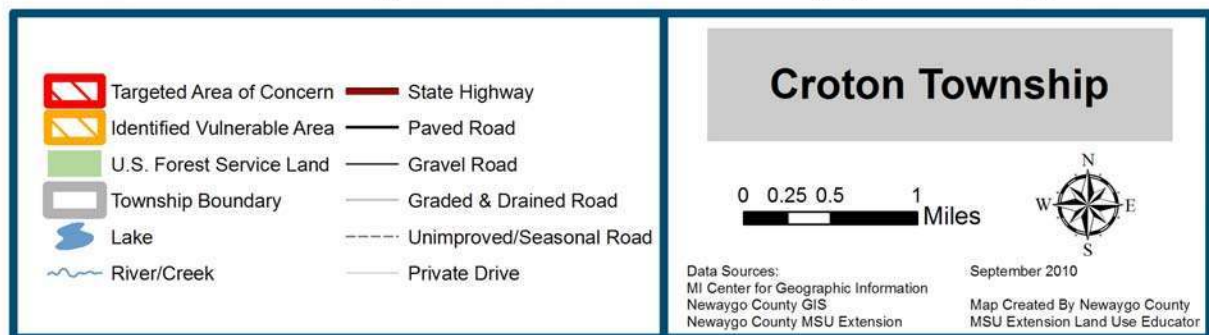 Targeted Area of Concern
Identified Vulnerable Area
U.S. Forest Service Land
Township Boundary
Lake
River/Creek
State Highway
Paved Road
Gravel Road
Graded & Drained Road
Unimproved/Seasonal Road
Private Drive
Croton Township
0 0.25 0.5 1
Miles
N
W E
S
Data Sources:
MI Center for Geographic Information
Newaygo County GIS
Newaygo County MSU Extension
September 2010
Map Created By Newaygo County
MSU Extension Land Use Educator